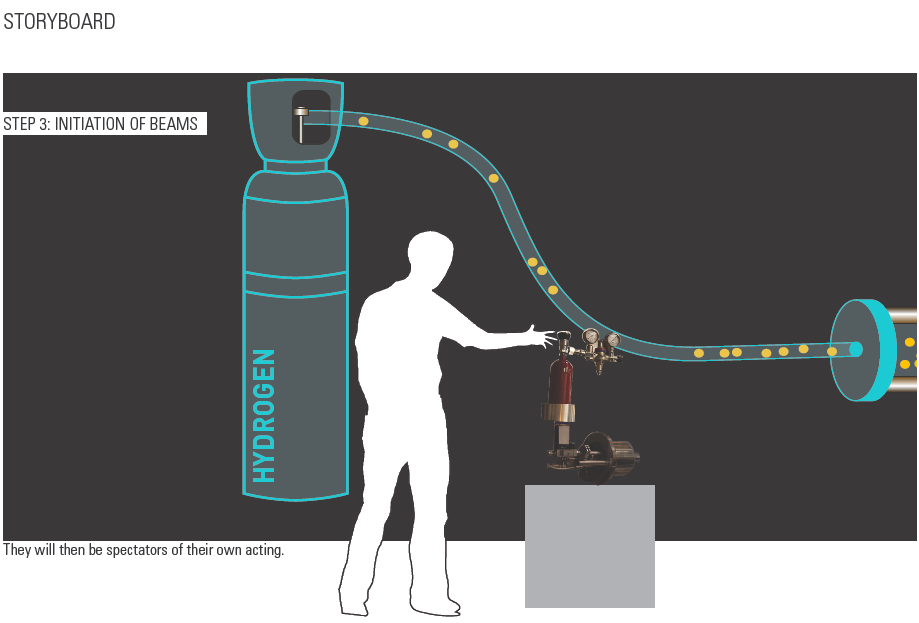 STORYBOARD
STEP 3: INITIATION OF BEAMS
HYDROGEN
They will then be spectators of their own acting.